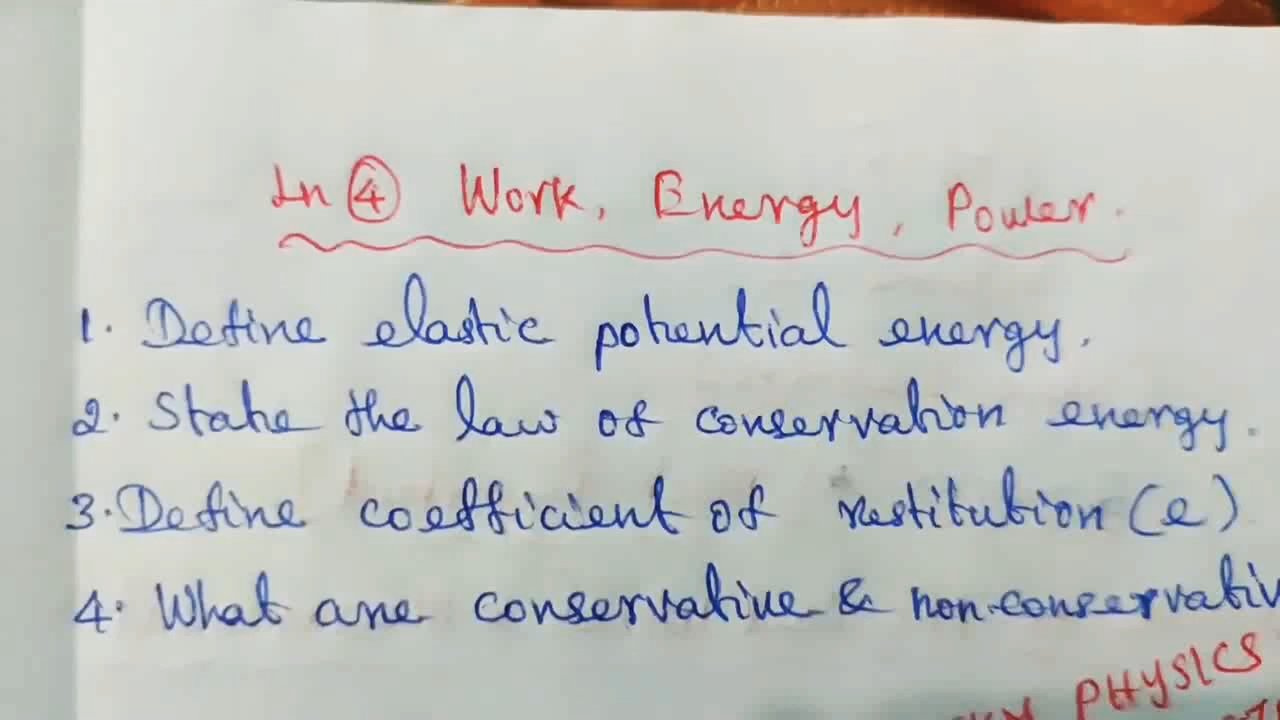 Ln ④ Work, Energy, Power.
1. Define elastic potential energy.
2. State the law of conservation energy.
3. Define coefficient of restitution (e)
4. What are conservative & non-conservativ
PHYSICS